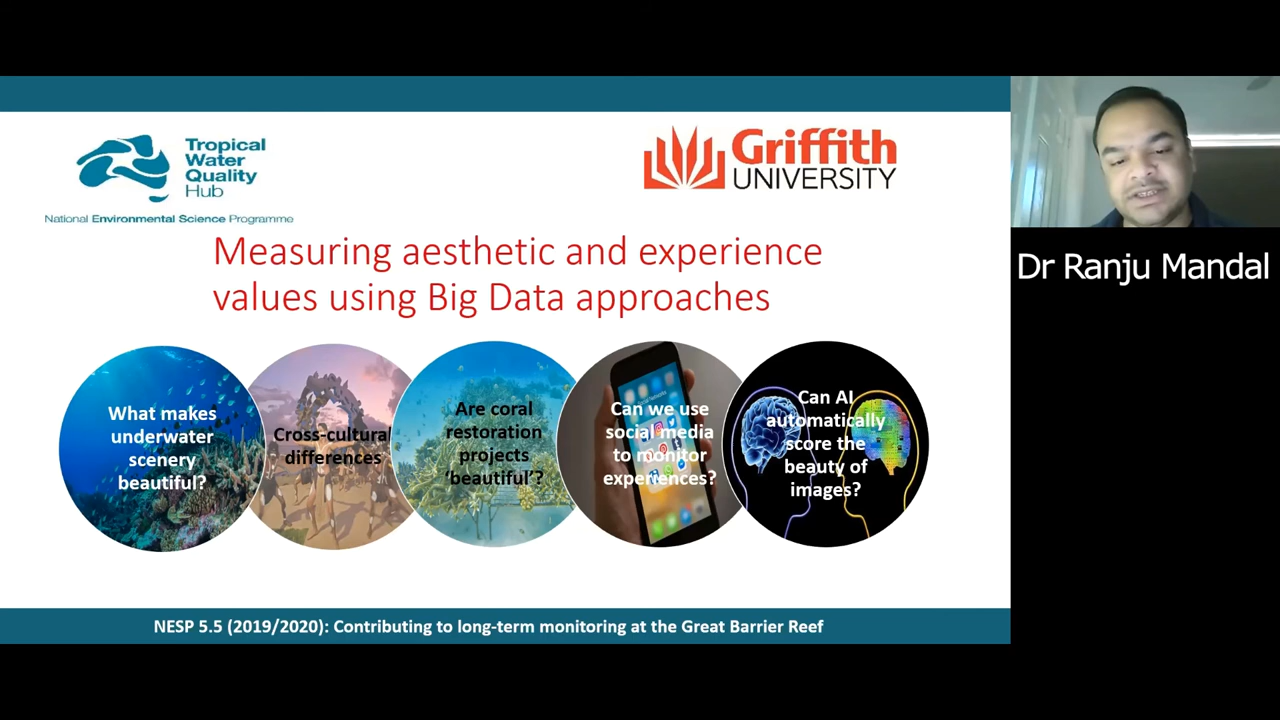 Tropical
Water
Quality
Hub
National Environmental Science Programme
Griffith
UNIVERSITY
Measuring aesthetic and experience
values using Big Data approaches
What makes
underwater
scenery
beautiful?
Cross-cultural
differences
Are coral
restoration
projects
‘beautiful’?
Can we use
social media
to monitor
experiences?
Can AI
automatically
score the
beauty of
images?
NESP 5.5 (2019/2020): Contributing to long-term monitoring at the Great Barrier Reef
Dr Ranju Mandal